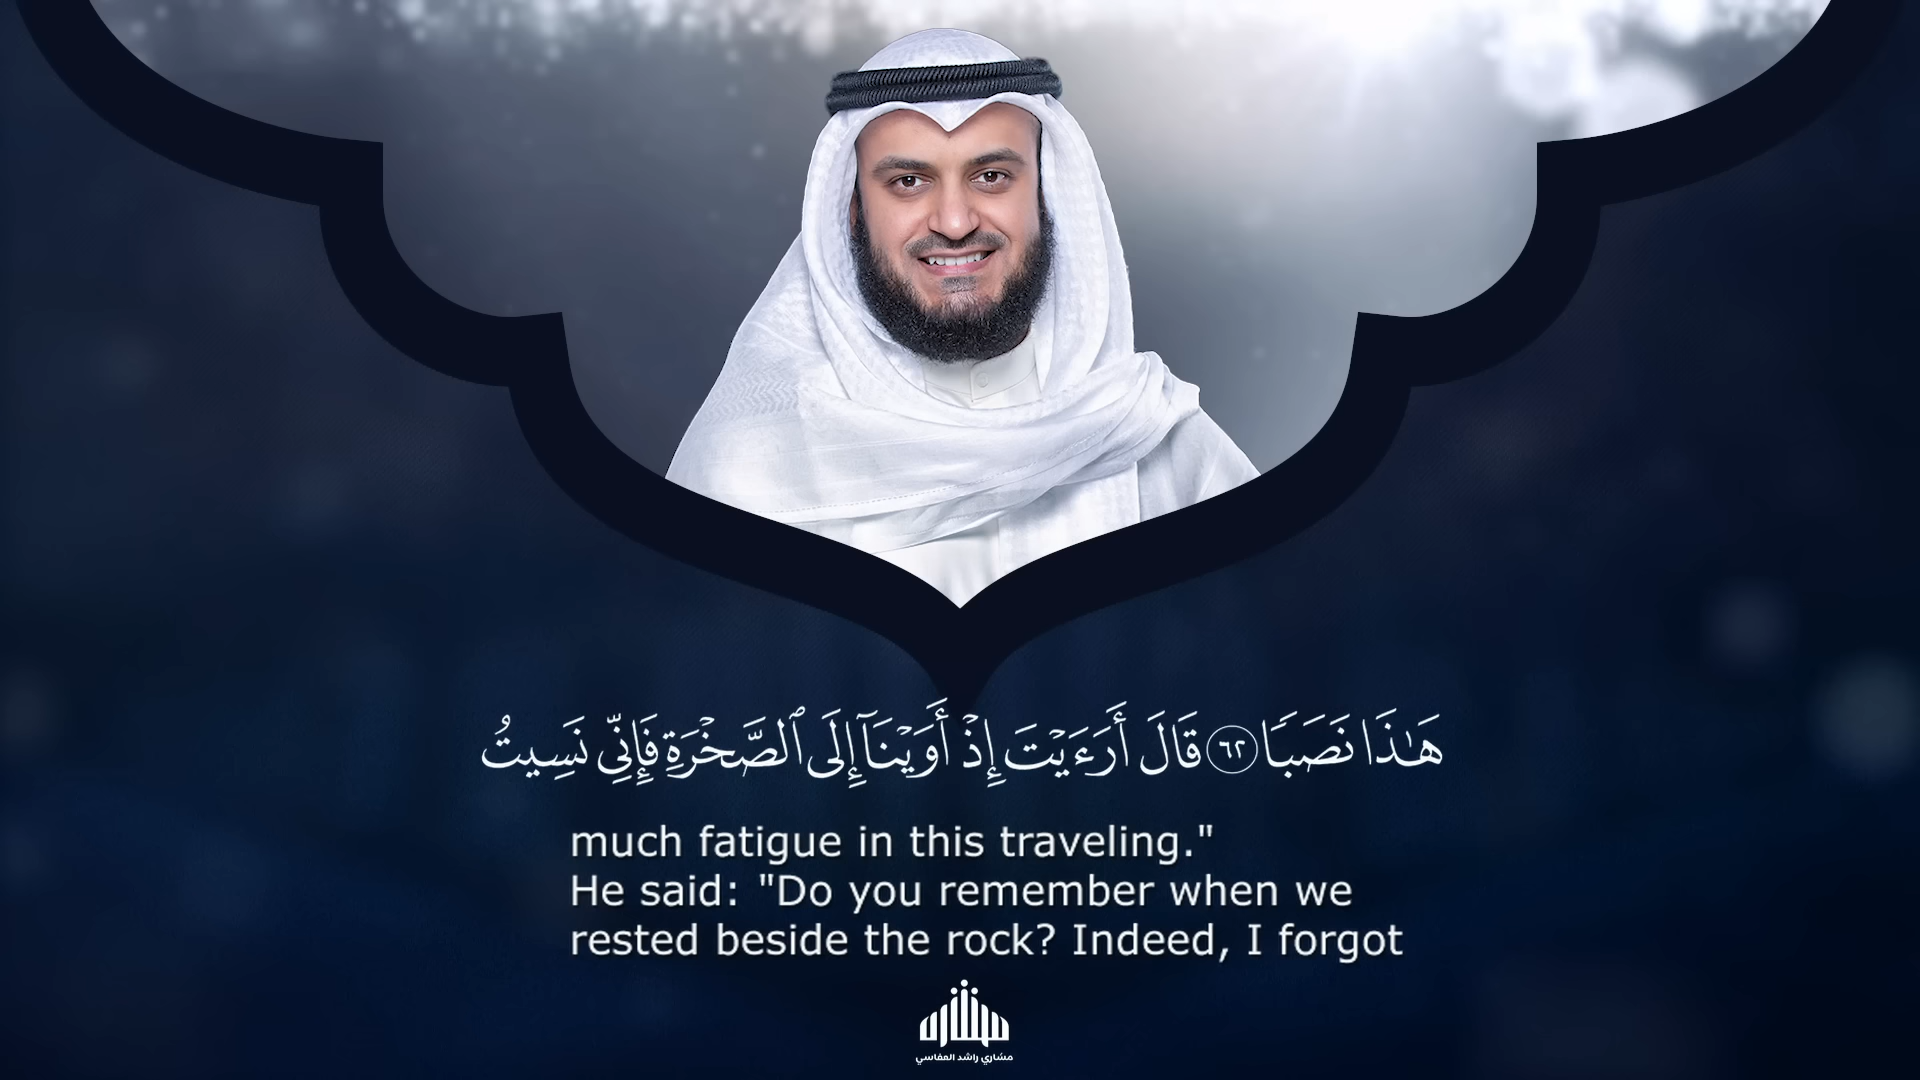 هَٰذَا نَصَبًا ٦٢ قَالَ أَرَءَيْتَ إِذْ أَوَيْنَآ إِلَى ٱلصَّخْرَةِ فَإِنِّى نَسِيتُ
much fatigue in this traveling."
He said: "Do you remember when we
rested beside the rock? Indeed, I forgot
مشاري
مشاري راشد العفاسي